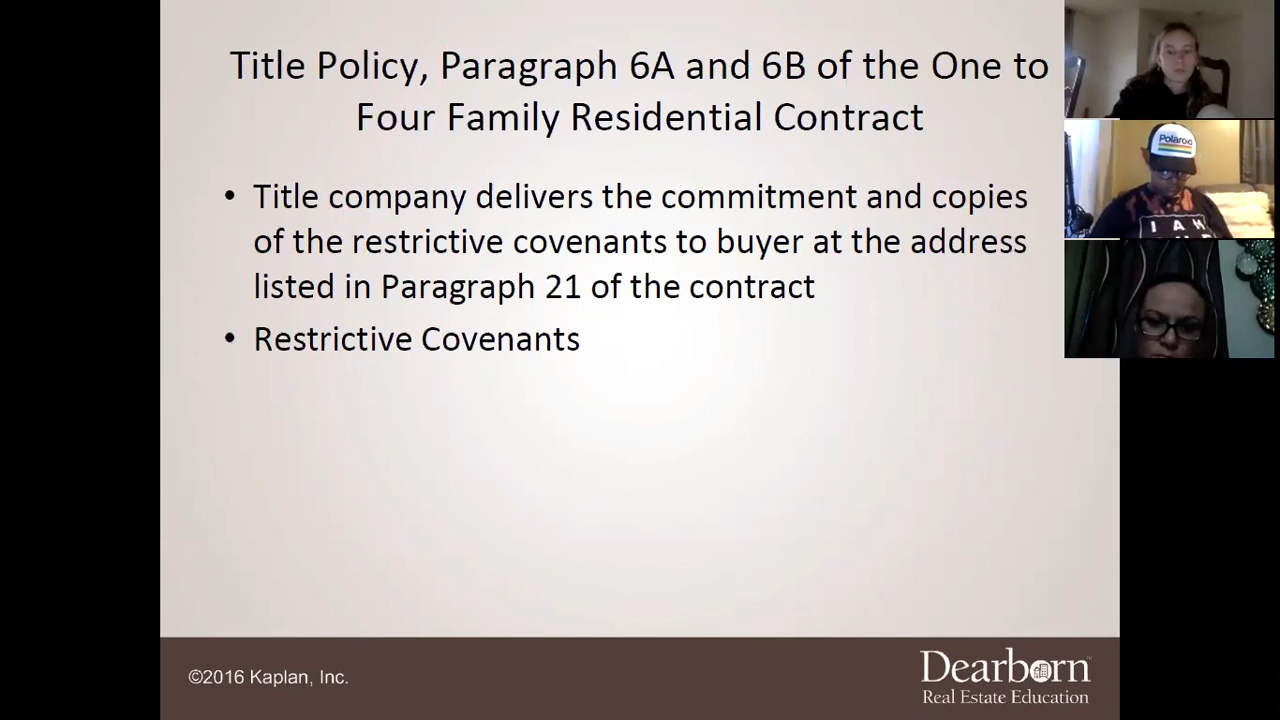 Title Policy, Paragraph 6A and 6B of the One to
Four Family Residential Contract
• Title company delivers the commitment and copies
of the restrictive covenants to buyer at the address
listed in Paragraph 21 of the contract
• Restrictive Covenants
©2016 Kaplan, Inc.
Dearborn
Real Estate Education
Polaroid
I AM